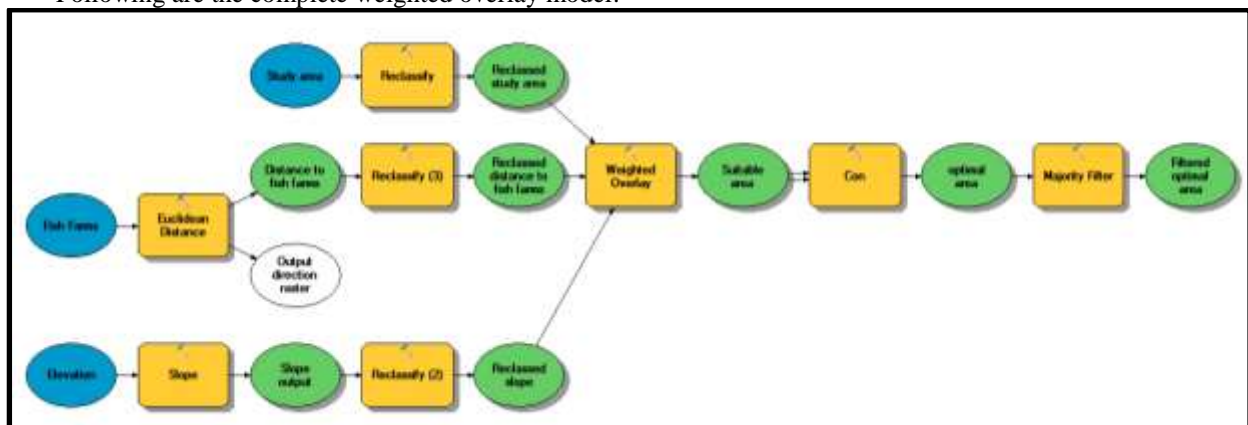 Following are the complete weighted overlay model:
Study area
Reclassify
Reclassed
study area
Distance to
fish farms
Reclassify (3)
Reclassed
distance to
fish farms
Weighted
Overlay
Suitable
area
Con
optimal
area
Majority Filter
Filtered
optimal
area
Fish Farms
Euclidean
Distance
Output
direction
raster
Elevation
Slope
Slope
output
Reclassify (2)
Reclassed
slope